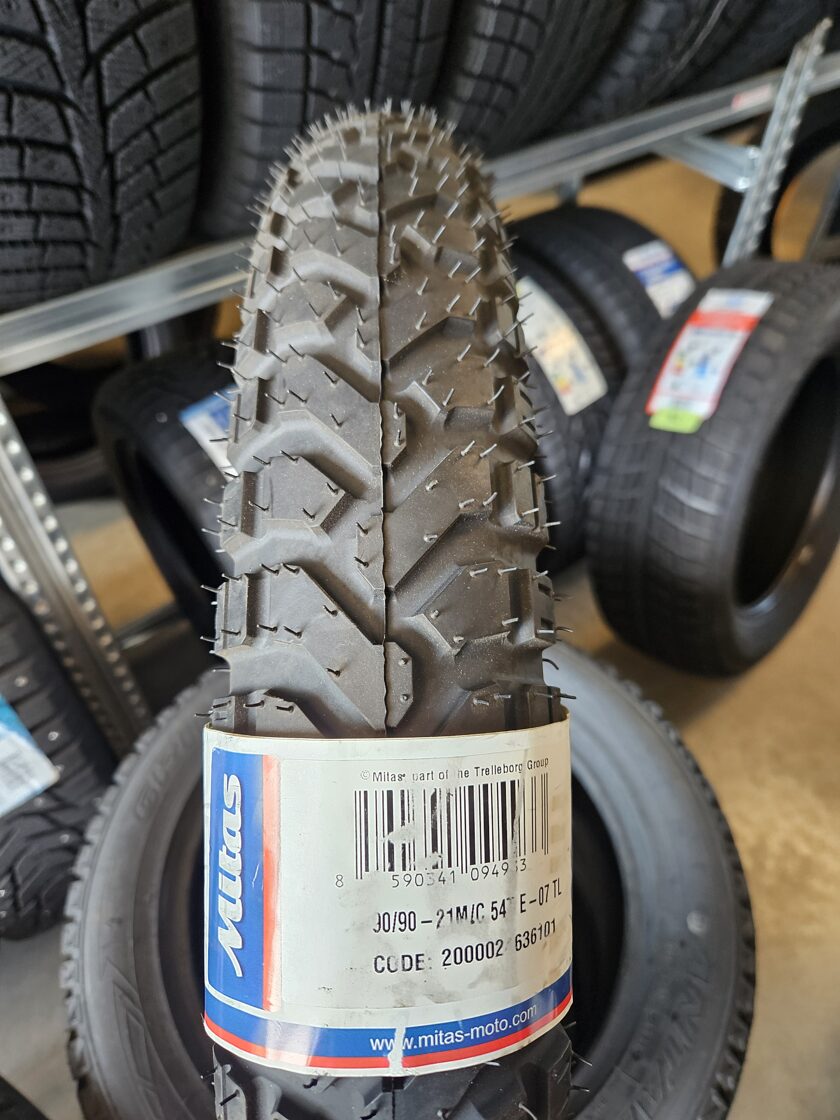 Mitas
©Mitas® part of the Trelleborg Group
8 590341 094933
90/90-21M/C 54T E-07 TL
CODE: 200002 636101
www.mitas-moto.com